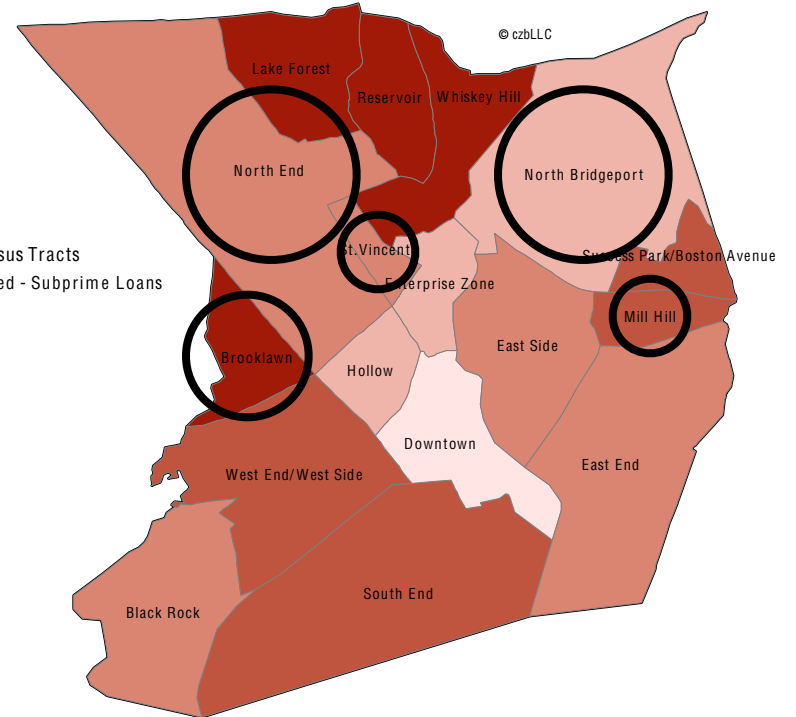 © czbLLC
Lake Forest
Reservoir
Whiskey Hill
North End
North Bridgeport
sus Tracts
St. Vincent
Success Park/Boston Avenue
ed - Subprime Loans
Enterprise Zone
Mill Hill
East Side
Brooklawn
Hollow
Downtown
East End
West End/West Side
South End
Black Rock